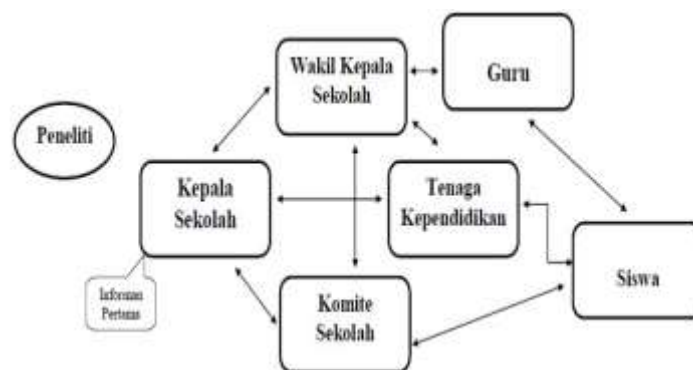 Wakil Kepala
Sekolah
Guru
Peneliti
Kepala
Sekolah
Tenaga
Kependidikan
Informan
Pertama
Komite
Sekolah
Siswa